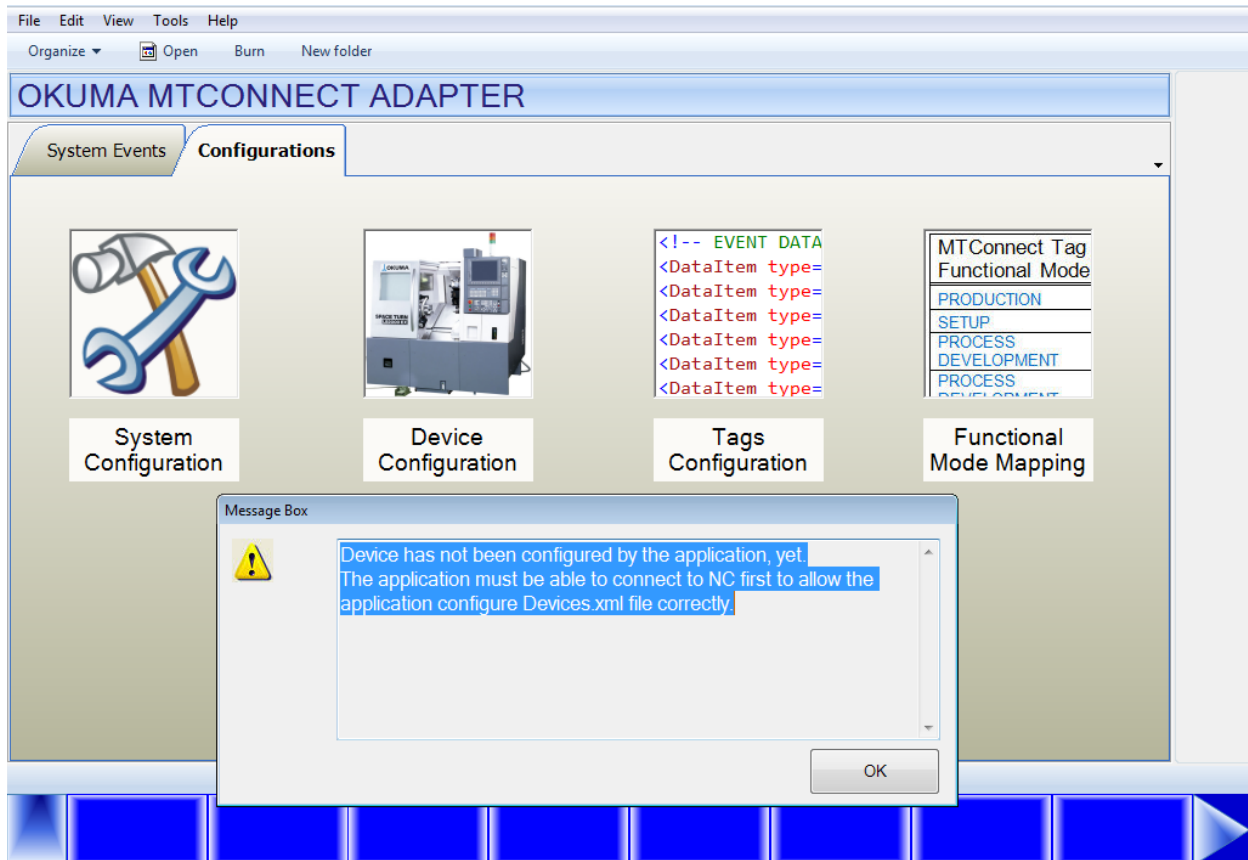 File Edit View Tools Help
Organize Open Burn New folder
OKUMA MTCONNECT ADAPTER
System Events Configurations
<!-- EVENT DATA
<DataItem type=
<DataItem type=
<DataItem type=
<DataItem type=
<DataItem type=
<DataItem type=
MTConnect Tag
Functional Mode
PRODUCTION
SETUP
PROCESS
DEVELOPMENT
PROCESS
DEVELOPMENT
OKUMA
SPACE TURN
System
Configuration
Device
Configuration
Tags
Configuration
Functional
Mode Mapping
Message Box
Device has not been configured by the application, yet.
The application must be able to connect to NC first to allow the
application configure Devices.xml file correctly.
OK